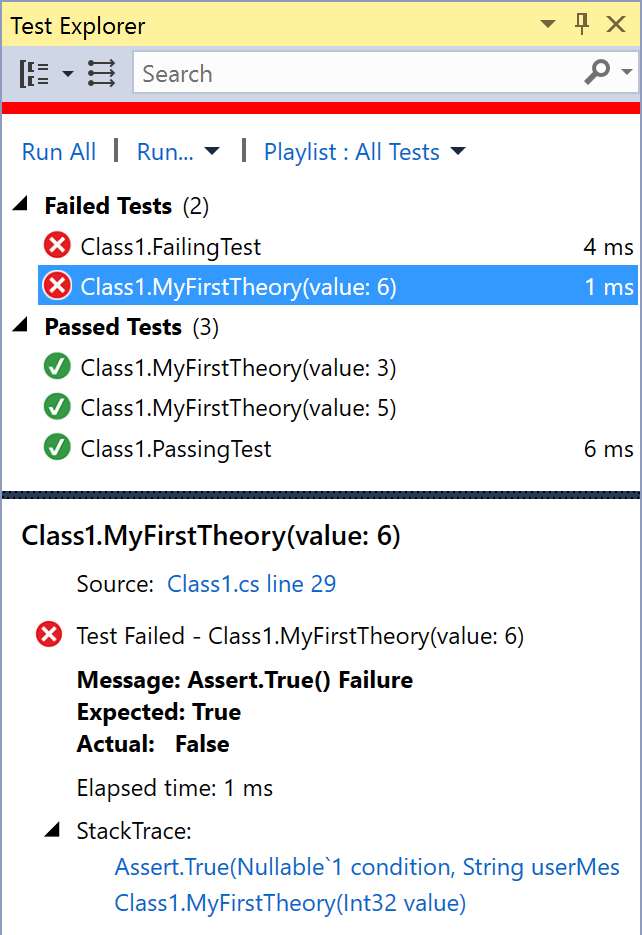 Test Explorer
Search
Run All | Run... | Playlist : All Tests
Failed Tests (2)
Class1.FailingTest 4 ms
Class1.MyFirstTheory(value: 6) 1 ms
Passed Tests (3)
Class1.MyFirstTheory(value: 3)
Class1.MyFirstTheory(value: 5)
Class1.PassingTest 6 ms
Class1.MyFirstTheory(value: 6)
Source: Class1.cs line 29
Test Failed - Class1.MyFirstTheory(value: 6)
Message: Assert.True() Failure
Expected: True
Actual: False
Elapsed time: 1 ms
StackTrace:
Assert.True(Nullable`1 condition, String userMes
Class1.MyFirstTheory(Int32 value)